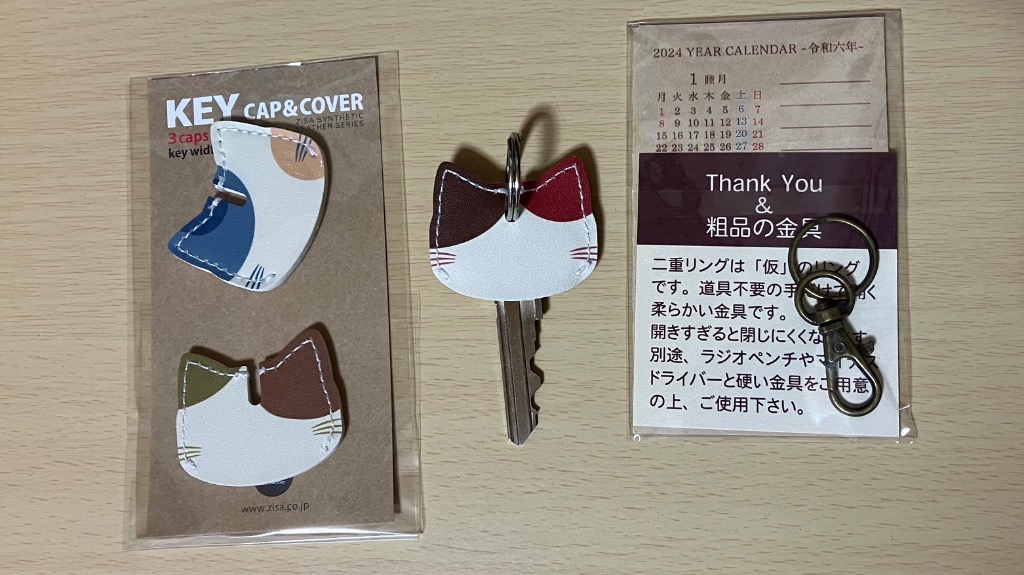 KEY CAP&COVER
ZISA SYNTHETIC
3 caps
LEATHER-SERIES
key
www.zisa.co.jp
2024 YEAR CALENDAR -令和六年-
1 睦月
月 火 水 木 金 土 日
1 2 3 4 5 6 7
8 9 10 11 12 13 14
15 16 17 18 19 20 21
22 23 24 25 26 27 28
Thank You
&
粗品の金具
二重リングは「仮」のリング
です。道具不要の手
柔らかい金具です。
開きすぎると閉じにくくな
別途、ラジオペンチやマイナス
ドライバーと硬い金具をご用意
の上、ご使用下さい。